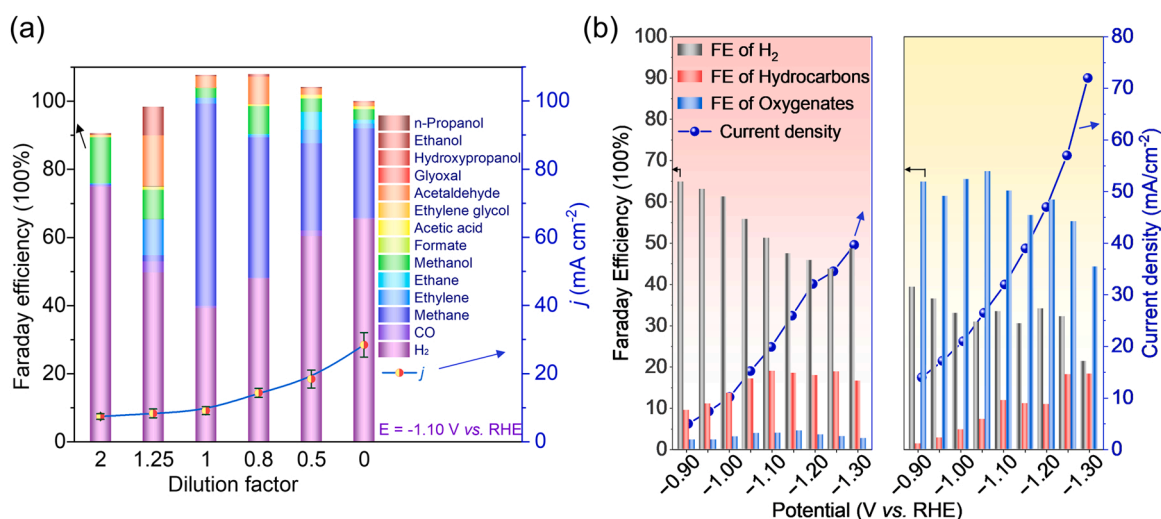 (a)
Faraday efficiency (100%)
100
80
60
40
20
0
2
1.25
1
0.8
0.5
0
Dilution factor
n-Propanol
Ethanol
Hydroxypropanol
Glyoxal
Acetaldehyde
Ethylene glycol
Acetic acid
Formate
Methanol
Ethane
Ethylene
Methane
CO
H₂
j
E = -1.10 V vs. RHE
100
80
60
40
20
0
j (mA cm⁻²)
(b)
Faraday Efficiency (100%)
100
90
80
70
60
50
40
30
20
10
0
FE of H₂
FE of Hydrocarbons
FE of Oxygenates
Current density
−0.90
−1.00
−1.10
−1.20
−1.30
−0.90
−1.00
−1.10
−1.20
−1.30
Potential (V vs. RHE)
80
70
60
50
40
30
20
10
0
Current density (mA/cm⁻²)